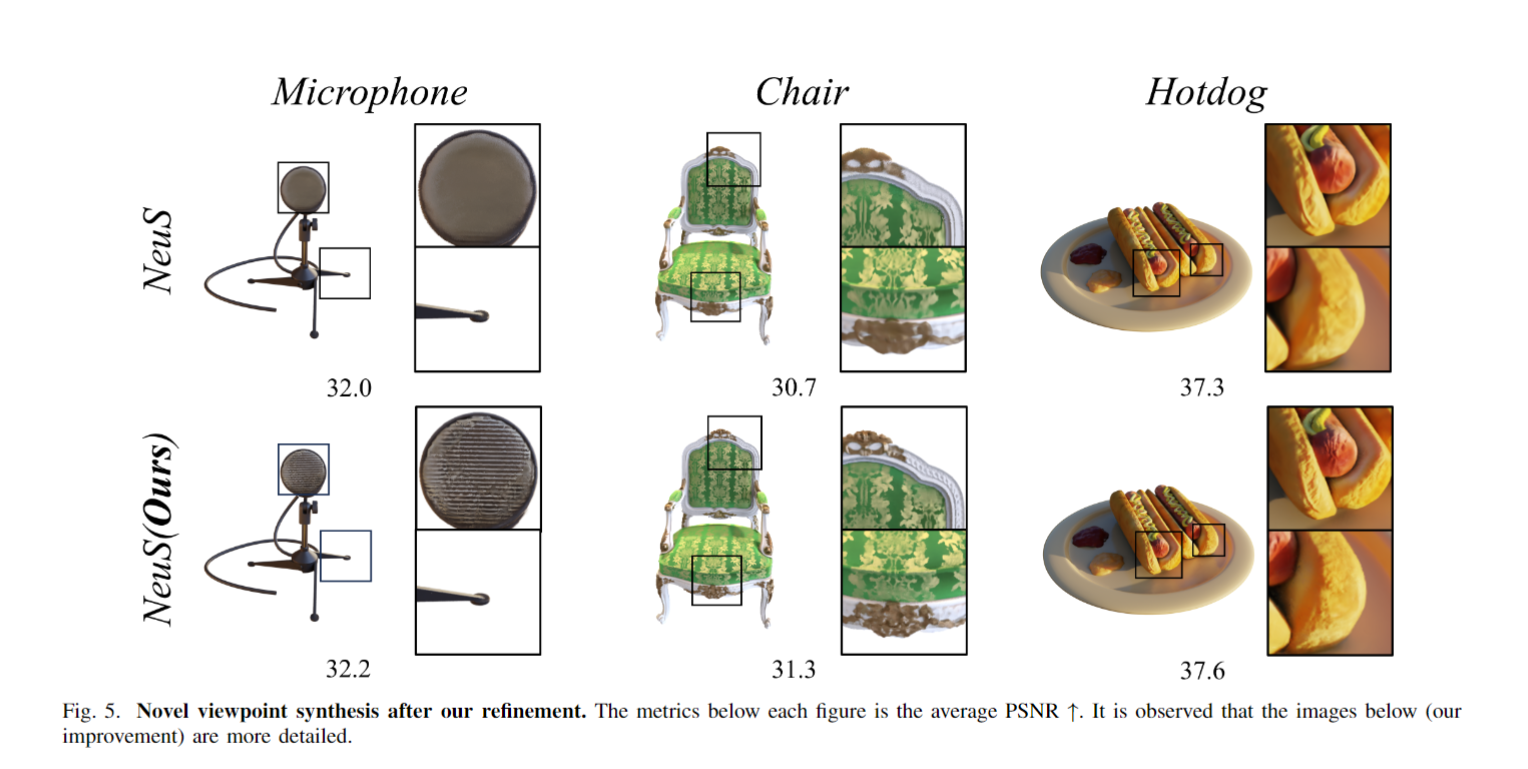 Microphone Chair Hotdog
NeuS
32.0 30.7 37.3
NeuS(Ours)
32.2 31.3 37.6
Fig. 5. Novel viewpoint synthesis after our refinement. The metrics below each figure is the average PSNR ↑. It is observed that the images below (our
improvement) are more detailed.